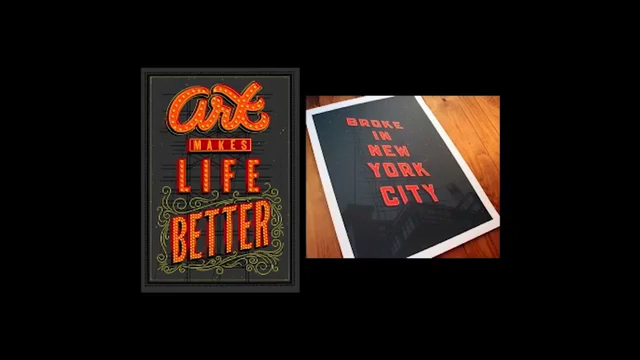 art
MAKES
LIFE
BETTER
BROKE
IN
NEW
YORK
CITY